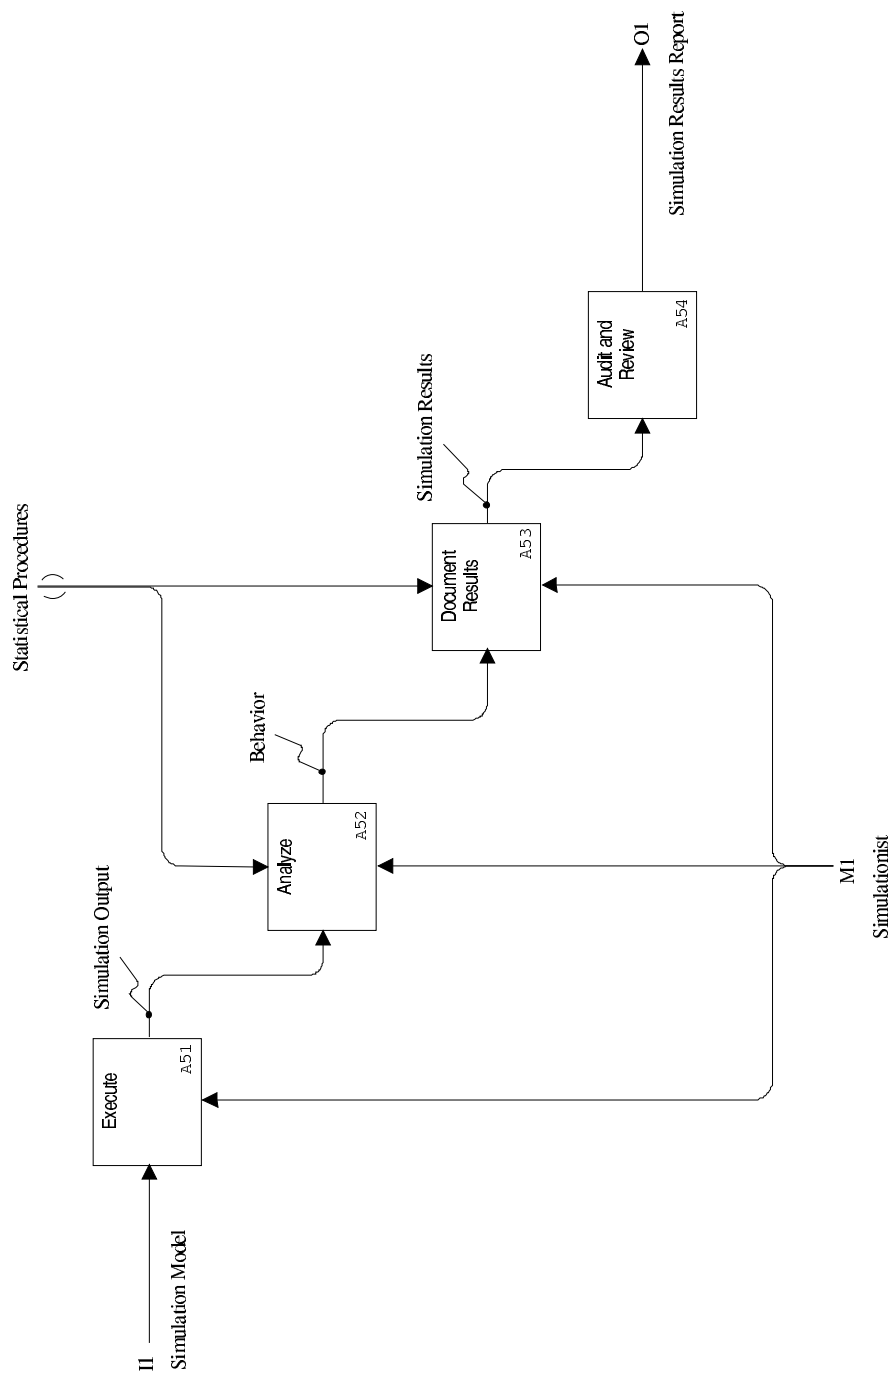 Statistical Procedures
I1
Simulation Model
Execute
A51
Simulation Output
Analyze
A52
Behavior
Document
Results
A53
Simulation Results
Audit and
Review
A54
O1
Simulation Results Report
M1
Simulationist